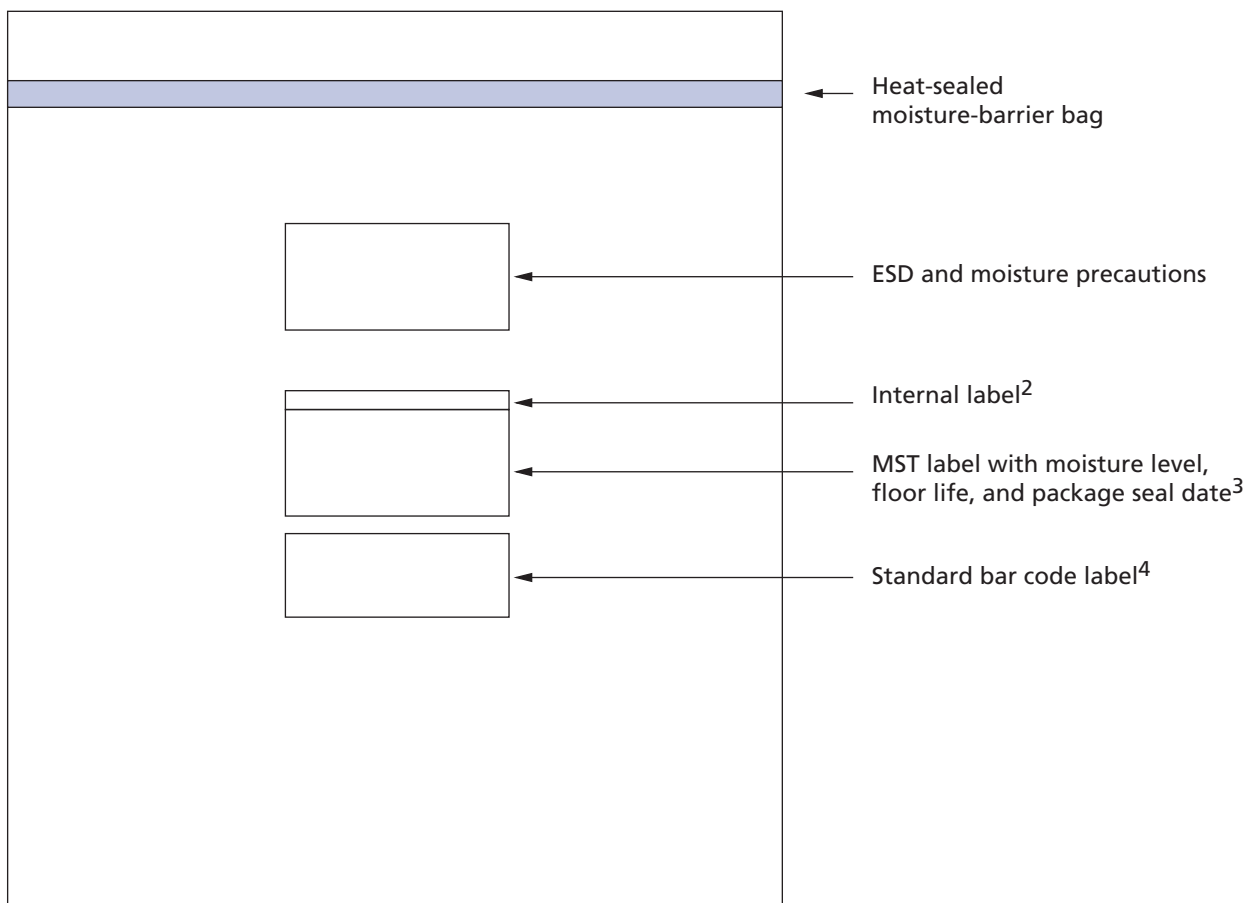 Heat-sealed
moisture-barrier bag
ESD and moisture precautions
Internal label2
MST label with moisture level,
floor life, and package seal date3
Standard bar code label4